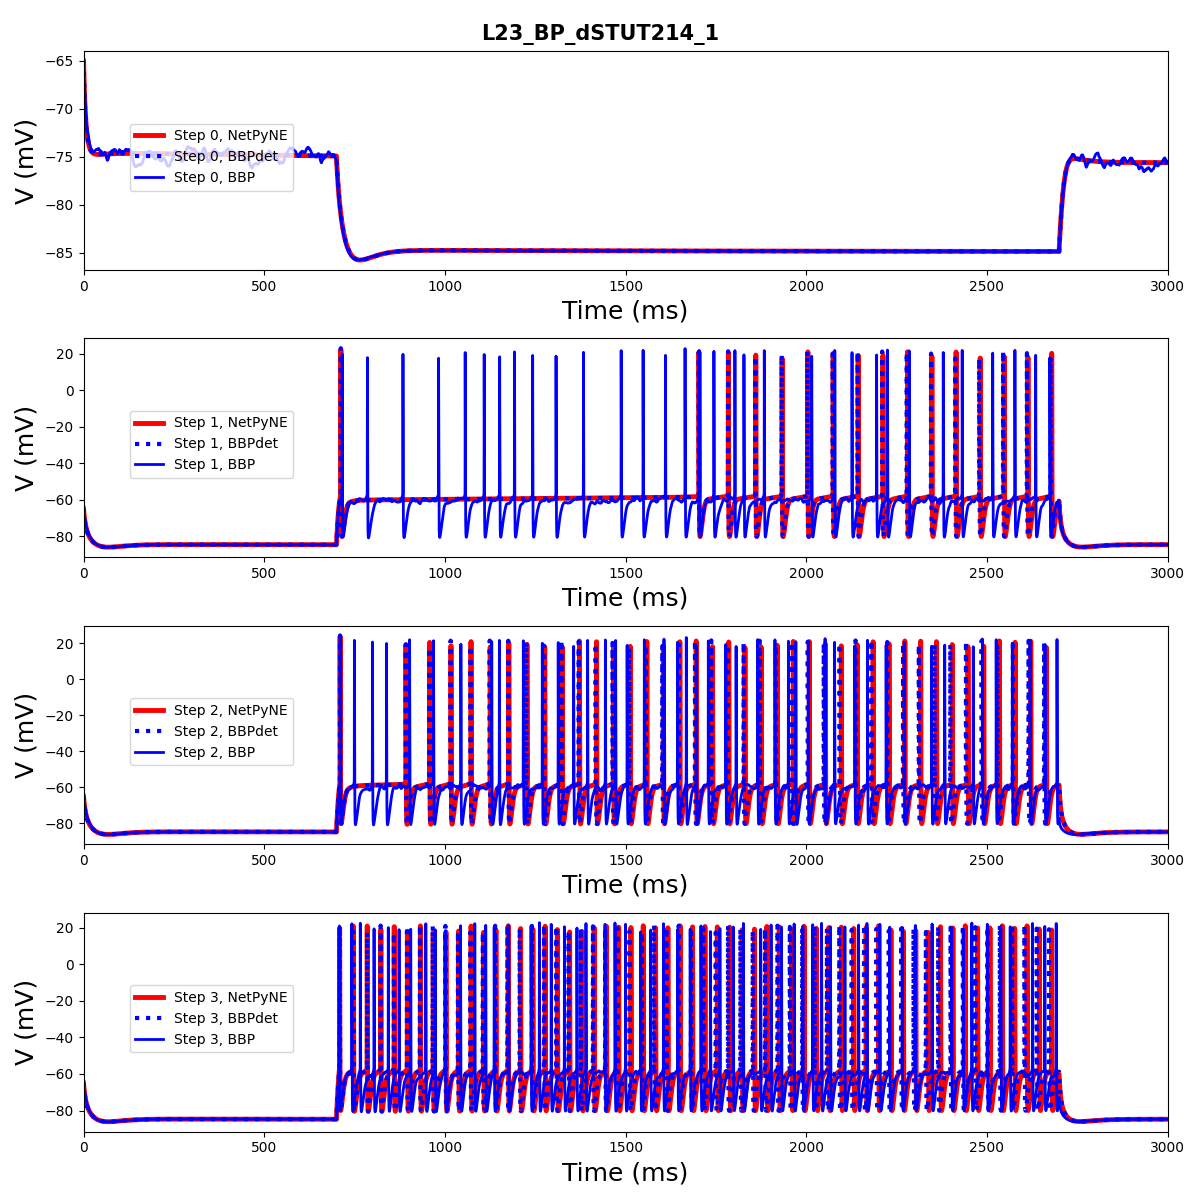 L23_BP_dSTUT214_1
V (mV)
−65
−70
−75
−80
−85
Step 0, NetPyNE
Step 0, BBPdet
Step 0, BBP
0 500 1000 1500 2000 2500 3000
Time (ms)
V (mV)
20
0
−20
−40
−60
−80
Step 1, NetPyNE
Step 1, BBPdet
Step 1, BBP
0 500 1000 1500 2000 2500 3000
Time (ms)
V (mV)
20
0
−20
−40
−60
−80
Step 2, NetPyNE
Step 2, BBPdet
Step 2, BBP
0 500 1000 1500 2000 2500 3000
Time (ms)
V (mV)
20
0
−20
−40
−60
−80
Step 3, NetPyNE
Step 3, BBPdet
Step 3, BBP
0 500 1000 1500 2000 2500 3000
Time (ms)